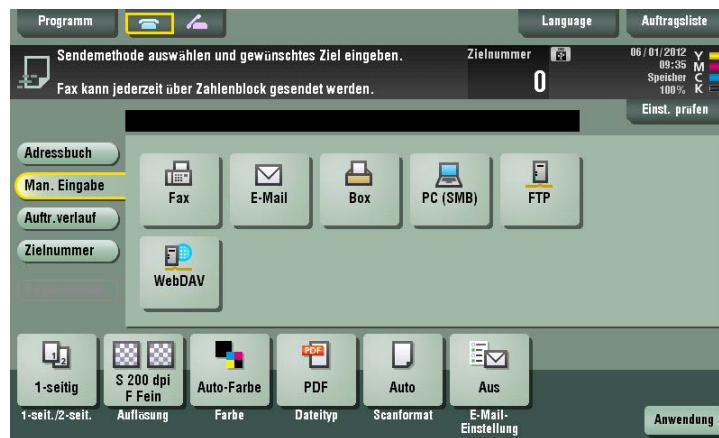 Programm
Language
Auftragsliste
Sendemethode auswählen und gewünschtes Ziel eingeben.
Fax kann jederzeit über Zahlenblock gesendet werden.
Zielnummer
0
06/01/2012
09:35
Speicher
100%
Y
M
C
K
Einst. prüfen
Adressbuch
Man. Eingabe
Auftr.verlauf
Zielnummer
Fax
E-Mail
Box
PC (SMB)
FTP
WebDAV
1 2
1-seitig
S 200 dpi
F Fein
Auto-Farbe
PDF
PDF
Auto
Aus
1-seit./2-seit.
Auflösung
Farbe
Dateityp
Scanformat
E-Mail-
Einstellung
Anwendung